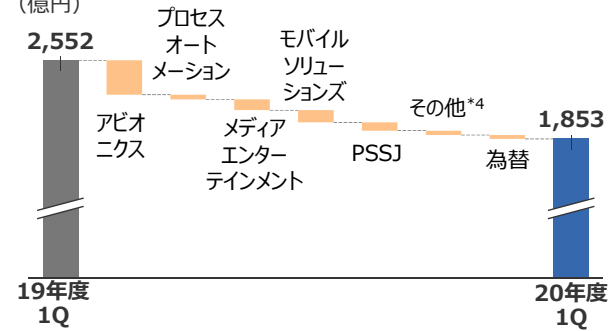 （億円）
2,552
プロセス
オート
メーション
モバイル
ソリュー
ションズ
その他*4
1,853
アビオ
ニクス
メディア
エンター
テインメント
PSSJ
為替
19年度
1Q
20年度
1Q